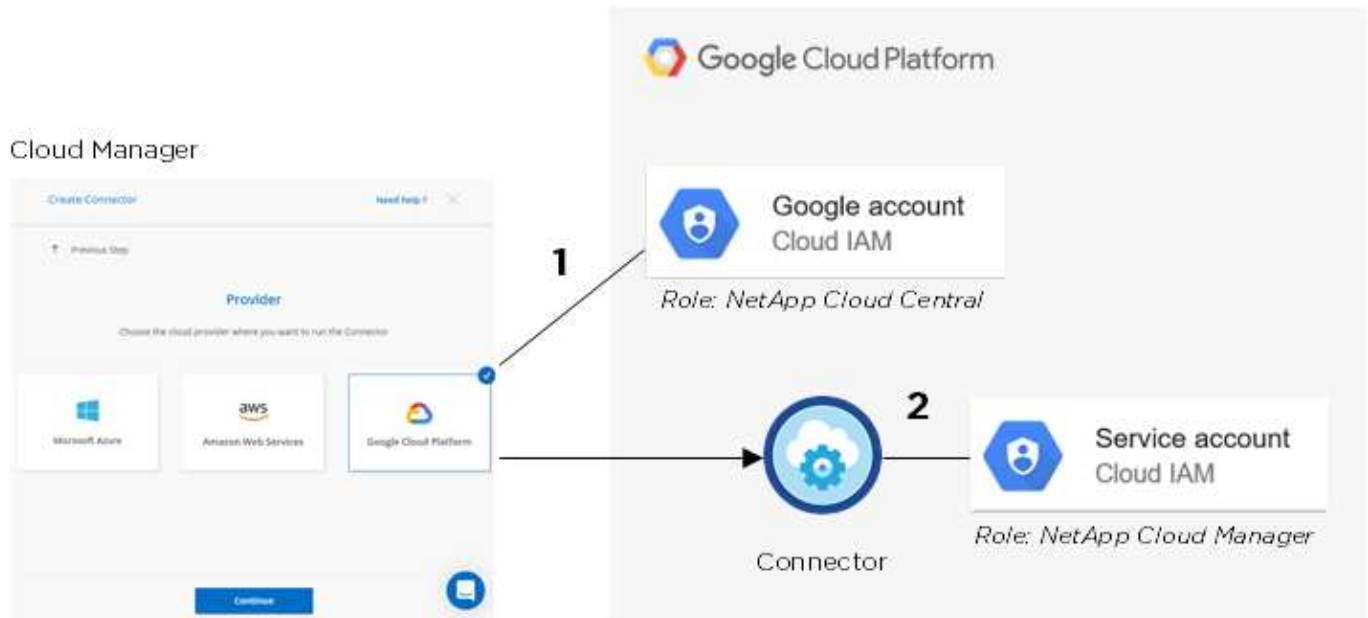 Google Cloud Platform
Cloud Manager
Create Connector
Need help?
Previous Step
Provider
Choose the cloud provider where you want to run the Connector
Microsoft Azure
aws
Amazon Web Services
Google Cloud Platform
Continue
1
Google account
Cloud IAM
Role: NetApp Cloud Central
2
Connector
Service account
Cloud IAM
Role: NetApp Cloud Manager